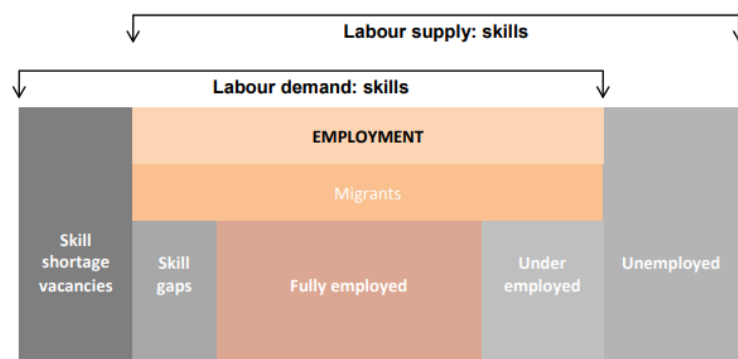 Labour supply: skills
Labour demand: skills
EMPLOYMENT
Migrants
Skill
shortage
vacancies
Skill
gaps
Fully employed
Under
employed
Unemployed